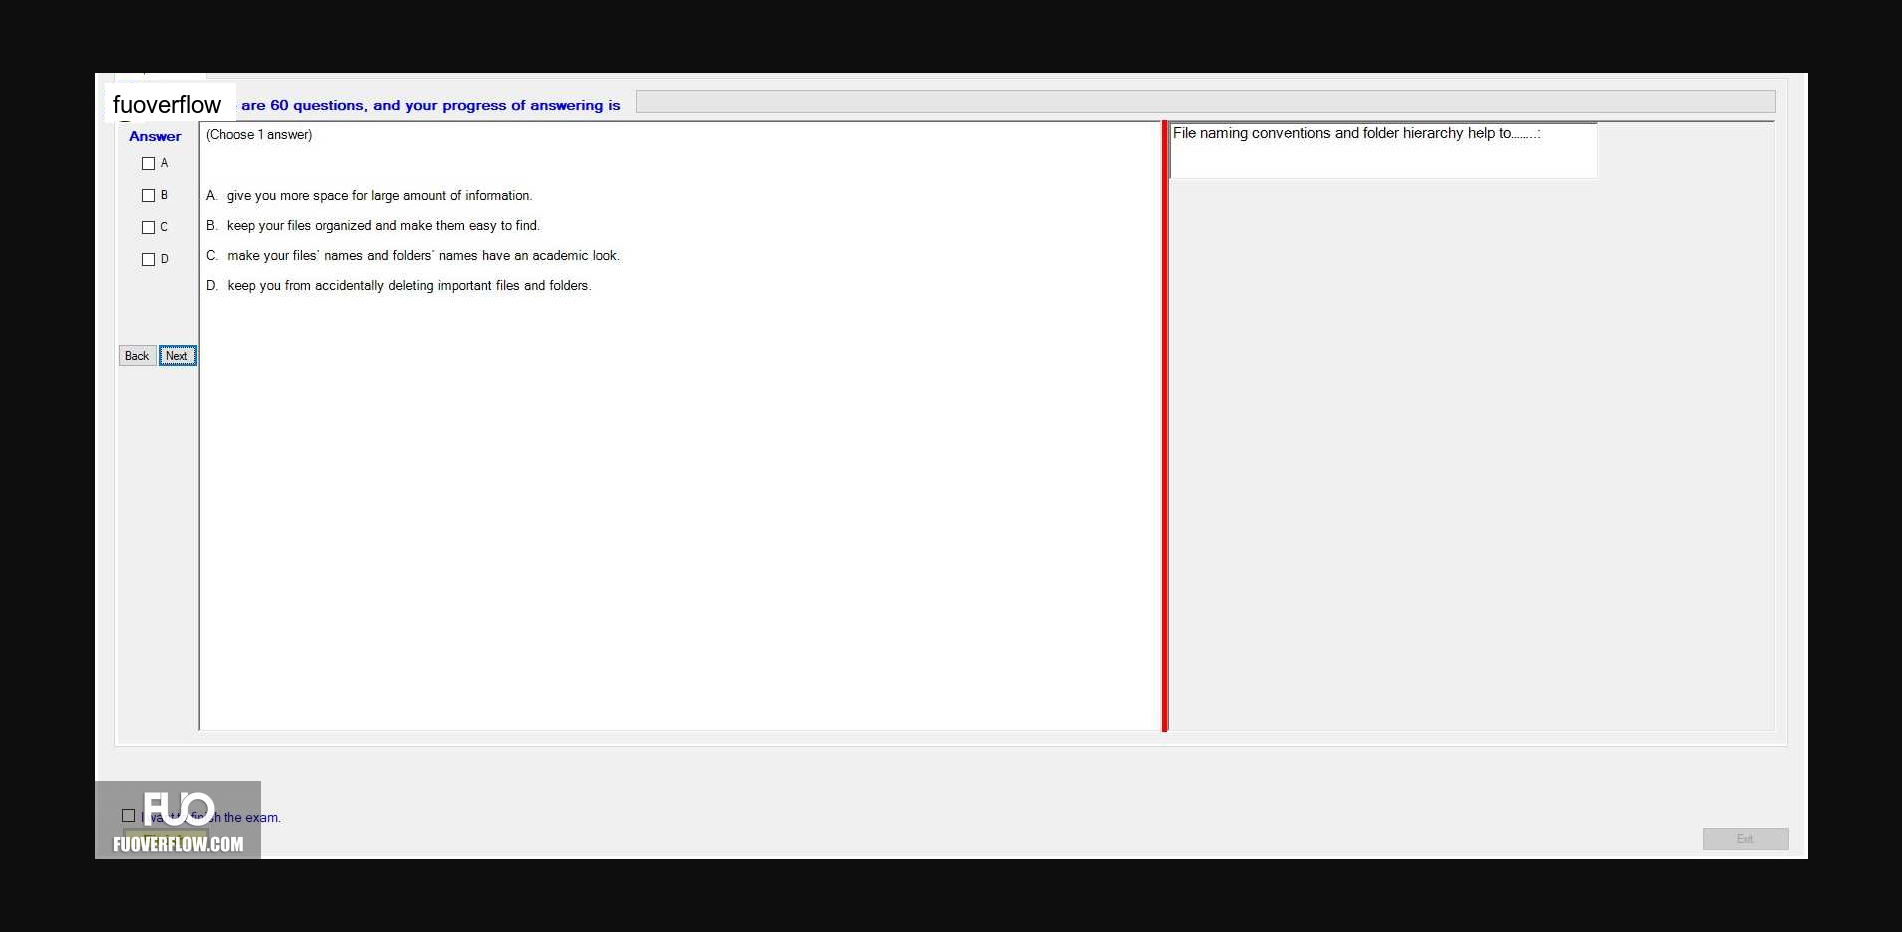 fuoverflow
are 60 questions, and your progress of answering is
Answer
(Choose 1 answer)
File naming conventions and folder hierarchy help to........:
A
B
C
D
A. give you more space for large amount of information.
B. keep your files organized and make them easy to find.
C. make your files' names and folders' names have an academic look.
D. keep you from accidentally deleting important files and folders.
Back Next
FUO
the exam.
FUOVERFLOW.COM
Exit